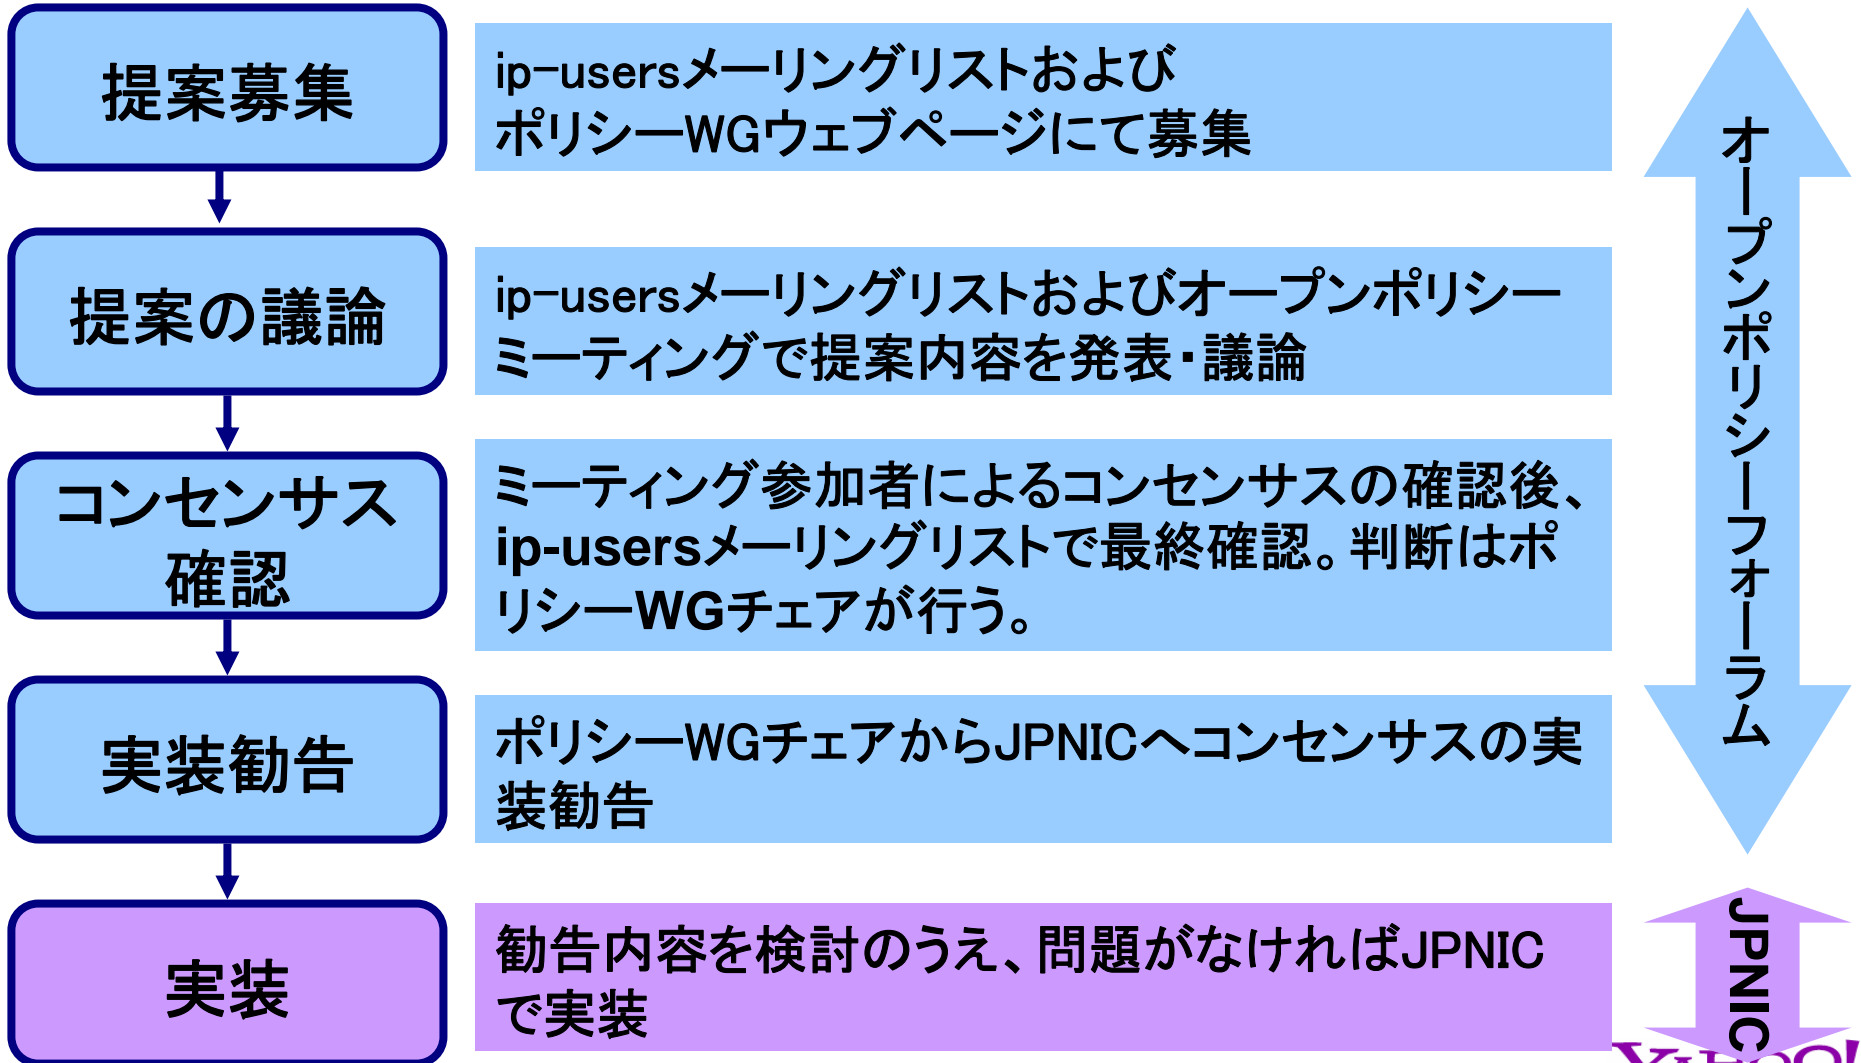 提案募集
ip-usersメーリングリストおよび
ポリシーWGウェブページにて募集
提案の議論
ip-usersメーリングリストおよびオープンポリシー
ミーティングで提案内容を発表・議論
コンセンサス
確認
ミーティング参加者によるコンセンサスの確認後、
ip-usersメーリングリストで最終確認。判断はポ
リシーWGチェアが行う。
実装勧告
ポリシーWGチェアからJPNICへコンセンサスの実
装勧告
実装
勧告内容を検討のうえ、問題がなければJPNIC
で実装
オープンポリシーフォーラム
JPNIC
YAHOO!